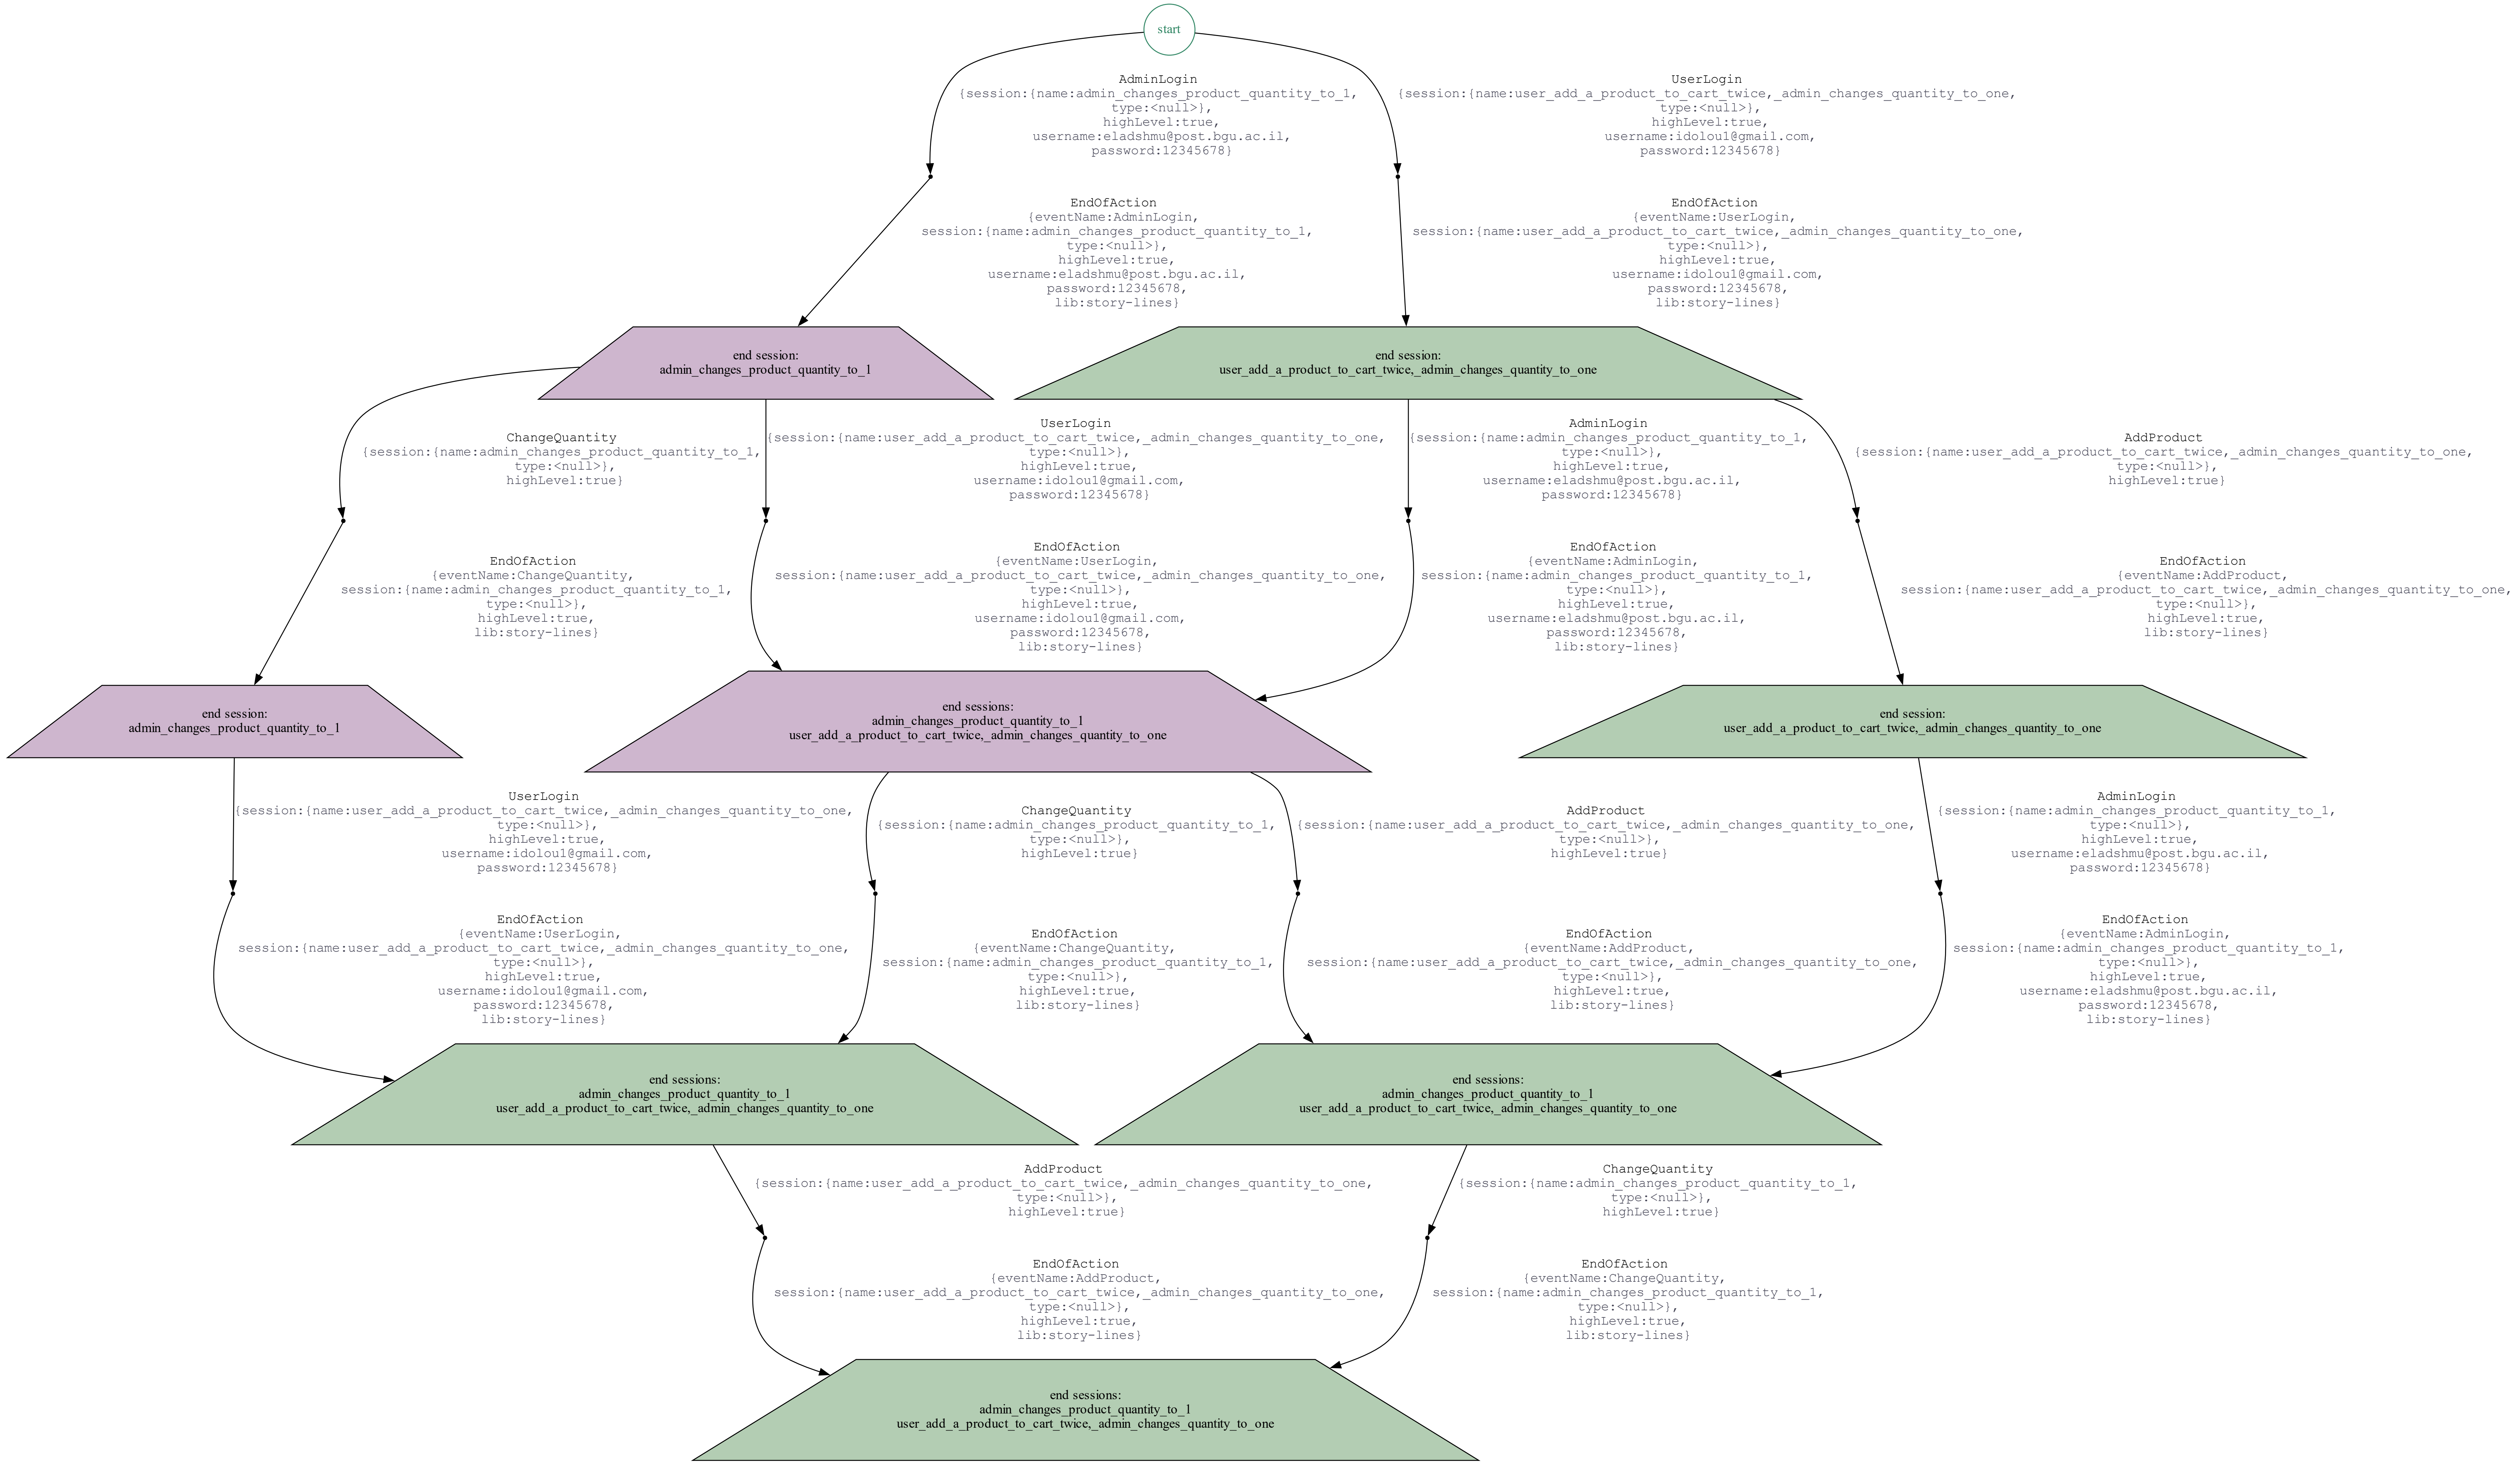 start
AdminLogin
{session:{name:admin_changes_product_quantity_to_1,
type:<null>},
highLevel:true,
username:eladshmu@post.bgu.ac.il,
password:12345678}
UserLogin
{session:{name:user_add_a_product_to_cart_twice,_admin_changes_quantity_to_one,
type:<null>},
highLevel:true,
username:idolou1@gmail.com,
password:12345678}
EndOfAction
{eventName:AdminLogin,
session:{name:admin_changes_product_quantity_to_1,
type:<null>},
highLevel:true,
username:eladshmu@post.bgu.ac.il,
password:12345678,
lib:story-lines}
EndOfAction
{eventName:UserLogin,
session:{name:user_add_a_product_to_cart_twice,_admin_changes_quantity_to_one,
type:<null>},
highLevel:true,
username:idolou1@gmail.com,
password:12345678,
lib:story-lines}
end session:
admin_changes_product_quantity_to_1
end session:
user_add_a_product_to_cart_twice,_admin_changes_quantity_to_one
ChangeQuantity
{session:{name:admin_changes_product_quantity_to_1,
type:<null>},
highLevel:true}
UserLogin
{session:{name:user_add_a_product_to_cart_twice,_admin_changes_quantity_to_one,
type:<null>},
highLevel:true,
username:idolou1@gmail.com,
password:12345678}
AdminLogin
{session:{name:admin_changes_product_quantity_to_1,
type:<null>},
highLevel:true,
username:eladshmu@post.bgu.ac.il,
password:12345678}
AddProduct
{session:{name:user_add_a_product_to_cart_twice,_admin_changes_quantity_to_one,
type:<null>},
highLevel:true}
EndOfAction
{eventName:ChangeQuantity,
session:{name:admin_changes_product_quantity_to_1,
type:<null>},
highLevel:true,
lib:story-lines}
EndOfAction
{eventName:UserLogin,
session:{name:user_add_a_product_to_cart_twice,_admin_changes_quantity_to_one,
type:<null>},
highLevel:true,
username:idolou1@gmail.com,
password:12345678,
lib:story-lines}
EndOfAction
{eventName:AdminLogin,
session:{name:admin_changes_product_quantity_to_1,
type:<null>},
highLevel:true,
username:eladshmu@post.bgu.ac.il,
password:12345678,
lib:story-lines}
EndOfAction
{eventName:AddProduct,
session:{name:user_add_a_product_to_cart_twice,_admin_changes_quantity_to_one,
type:<null>},
highLevel:true,
lib:story-lines}
end session:
admin_changes_product_quantity_to_1
end sessions:
admin_changes_product_quantity_to_1
user_add_a_product_to_cart_twice,_admin_changes_quantity_to_one
end session:
user_add_a_product_to_cart_twice,_admin_changes_quantity_to_one
UserLogin
{session:{name:user_add_a_product_to_cart_twice,_admin_changes_quantity_to_one,
type:<null>},
highLevel:true,
username:idolou1@gmail.com,
password:12345678}
ChangeQuantity
{session:{name:admin_changes_product_quantity_to_1,
type:<null>},
highLevel:true}
AddProduct
{session:{name:user_add_a_product_to_cart_twice,_admin_changes_quantity_to_one,
type:<null>},
highLevel:true}
AdminLogin
{session:{name:admin_changes_product_quantity_to_1,
type:<null>},
highLevel:true,
username:eladshmu@post.bgu.ac.il,
password:12345678}
EndOfAction
{eventName:UserLogin,
session:{name:user_add_a_product_to_cart_twice,_admin_changes_quantity_to_one,
type:<null>},
highLevel:true,
username:idolou1@gmail.com,
password:12345678,
lib:story-lines}
EndOfAction
{eventName:ChangeQuantity,
session:{name:admin_changes_product_quantity_to_1,
type:<null>},
highLevel:true,
lib:story-lines}
EndOfAction
{eventName:AddProduct,
session:{name:user_add_a_product_to_cart_twice,_admin_changes_quantity_to_one,
type:<null>},
highLevel:true,
lib:story-lines}
EndOfAction
{eventName:AdminLogin,
session:{name:admin_changes_product_quantity_to_1,
type:<null>},
highLevel:true,
username:eladshmu@post.bgu.ac.il,
password:12345678,
lib:story-lines}
end sessions:
admin_changes_product_quantity_to_1
user_add_a_product_to_cart_twice,_admin_changes_quantity_to_one
end sessions:
admin_changes_product_quantity_to_1
user_add_a_product_to_cart_twice,_admin_changes_quantity_to_one
AddProduct
{session:{name:user_add_a_product_to_cart_twice,_admin_changes_quantity_to_one,
type:<null>},
highLevel:true}
ChangeQuantity
{session:{name:admin_changes_product_quantity_to_1,
type:<null>},
highLevel:true}
EndOfAction
{eventName:AddProduct,
session:{name:user_add_a_product_to_cart_twice,_admin_changes_quantity_to_one,
type:<null>},
highLevel:true,
lib:story-lines}
EndOfAction
{eventName:ChangeQuantity,
session:{name:admin_changes_product_quantity_to_1,
type:<null>},
highLevel:true,
lib:story-lines}
end sessions:
admin_changes_product_quantity_to_1
user_add_a_product_to_cart_twice,_admin_changes_quantity_to_one